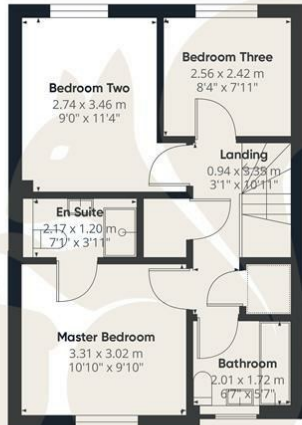 Bedroom Two
2.74 x 3.46 m
9'0" x 11'4"
Bedroom Three
2.56 x 2.42 m
8'4" x 7'11"
Landing
0.94 x 3.33 m
3'1" x 10'11"
En Suite
2.17 x 1.20 m
7'1" x 3'11"
Master Bedroom
3.31 x 3.02 m
10'10" x 9'10"
Bathroom
2.01 x 1.72 m
6'7" x 5'7"